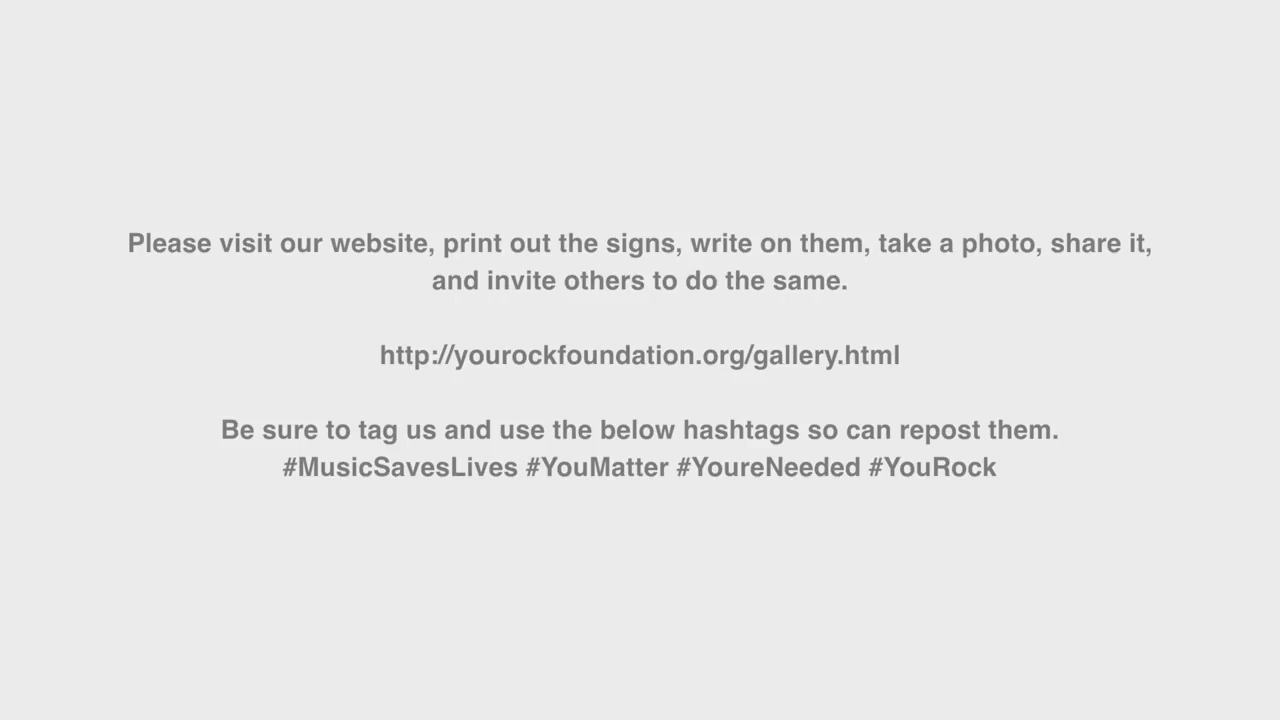 Please visit our website, print out the signs, write on them, take a photo, share it,
and invite others to do the same.
http://yourockfoundation.org/gallery.html
Be sure to tag us and use the below hashtags so can repost them.
#MusicSavesLives #YouMatter #YoureNeeded #YouRock